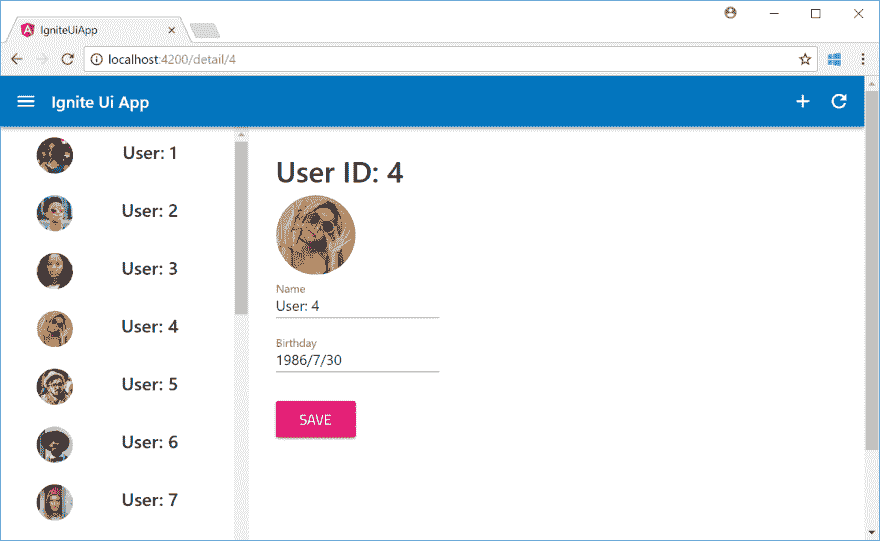 IgniteUiApp
localhost:4200/detail/4
Ignite Ui App
User: 1
User: 2
User: 3
User: 4
User: 5
User: 6
User: 7
User ID: 4
Name
User: 4
Birthday
1986/7/30
SAVE